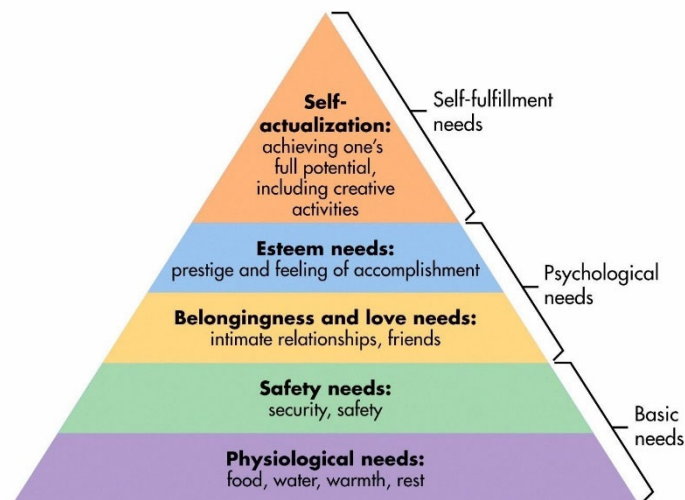 Self-
actualization:
achieving one's
full potential,
including creative
activities
Self-fulfillment
needs
Esteem needs:
prestige and feeling of accomplishment
Psychological
needs
Belongingness and love needs:
intimate relationships, friends
Safety needs:
security, safety
Basic
needs
Physiological needs:
food, water, warmth, rest